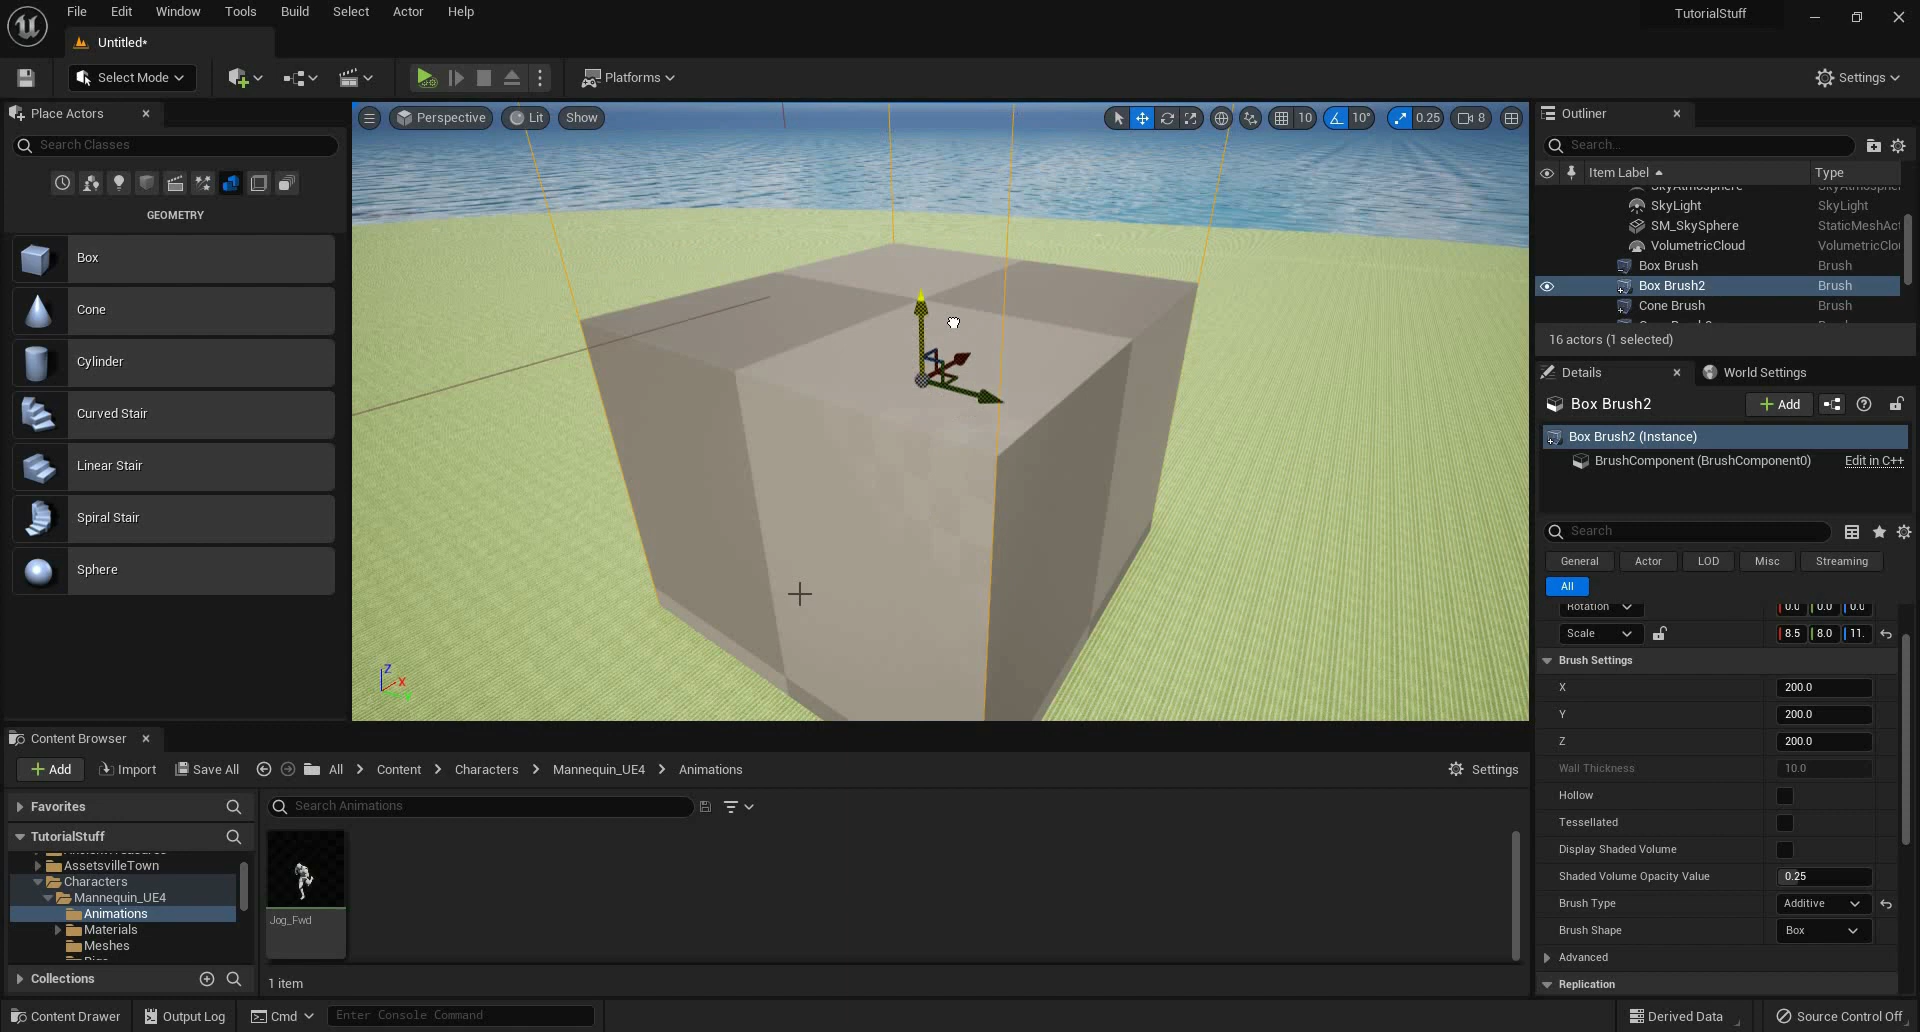 File Edit Window Tools Build Select Actor Help
TutorialStuff
Untitled*
Select Mode
Platforms
Settings
Place Actors
Search Classes
GEOMETRY
Box
Cone
Cylinder
Curved Stair
Linear Stair
Spiral Stair
Sphere
Perspective Lit Show
10 10° 0.25 8
Z
X
Outliner
Search...
Item Label Type
SkyAtmosphere
SkyLight SkyLight
SM_SkySphere StaticMeshAct
VolumetricCloud VolumetricClou
Box Brush Brush
Box Brush2 Brush
Cone Brush Brush
16 actors (1 selected)
Details World Settings
Box Brush2 Add
Box Brush2 (Instance)
BrushComponent (BrushComponent0) Edit in C++
Search
General Actor LOD Misc Streaming
All
Rotation 0.0 0.0 0.0
Scale 8.5 8.0 11.
Brush Settings
X 200.0
Y 200.0
Z 200.0
Wall Thickness 10.0
Hollow
Tessellated
Display Shaded Volume
Shaded Volume Opacity Value 0.25
Brush Type Additive
Brush Shape Box
Advanced
Replication
Content Browser
Add Import Save All All Content Characters Mannequin_UE4 Animations Settings
Favorites
Search Animations
TutorialStuff
AssetsvilleTown
Characters
Mannequin_UE4
Animations
Materials
Meshes
Collections
Jog_Fwd
1 item
Content Drawer Output Log Cmd Enter Console Command Derived Data Source Control Off